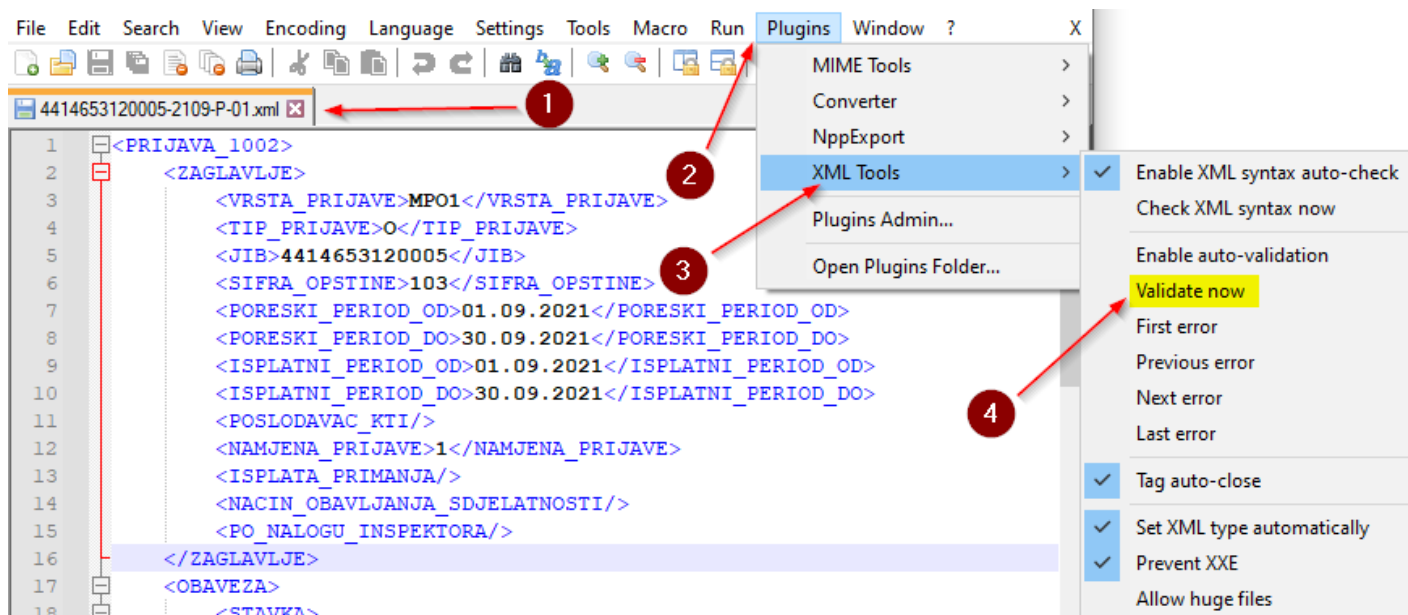 File Edit Search View Encoding Language Settings Tools Macro Run Plugins Window ? X
4414653120005-2109-P-01.xml
1
2
3
4
MIME Tools
Converter
NppExport
XML Tools
Plugins Admin...
Open Plugins Folder...
Enable XML syntax auto-check
Check XML syntax now
Enable auto-validation
Validate now
First error
Previous error
Next error
Last error
Tag auto-close
Set XML type automatically
Prevent XXE
Allow huge files
1 <PRIJAVA_1002>
2 <ZAGLAVLJE>
3 <VRSTA_PRIJAVE>MPO1</VRSTA_PRIJAVE>
4 <TIP_PRIJAVE>O</TIP_PRIJAVE>
5 <JIB>4414653120005</JIB>
6 <SIFRA_OPSTINE>103</SIFRA_OPSTINE>
7 <PORESKI_PERIOD_OD>01.09.2021</PORESKI_PERIOD_OD>
8 <PORESKI_PERIOD_DO>30.09.2021</PORESKI_PERIOD_DO>
9 <ISPLATNI_PERIOD_OD>01.09.2021</ISPLATNI_PERIOD_OD>
10 <ISPLATNI_PERIOD_DO>30.09.2021</ISPLATNI_PERIOD_DO>
11 <POSLODAVAC_KTI/>
12 <NAMJENA_PRIJAVE>1</NAMJENA_PRIJAVE>
13 <ISPLATA_PRIMANJA/>
14 <NACIN_OBAVLJANJA_SDJELATNOSTI/>
15 <PO_NALOGU_INSPEKTORA/>
16 </ZAGLAVLJE>
17 <OBAVEZA>
18 <STAVKA>